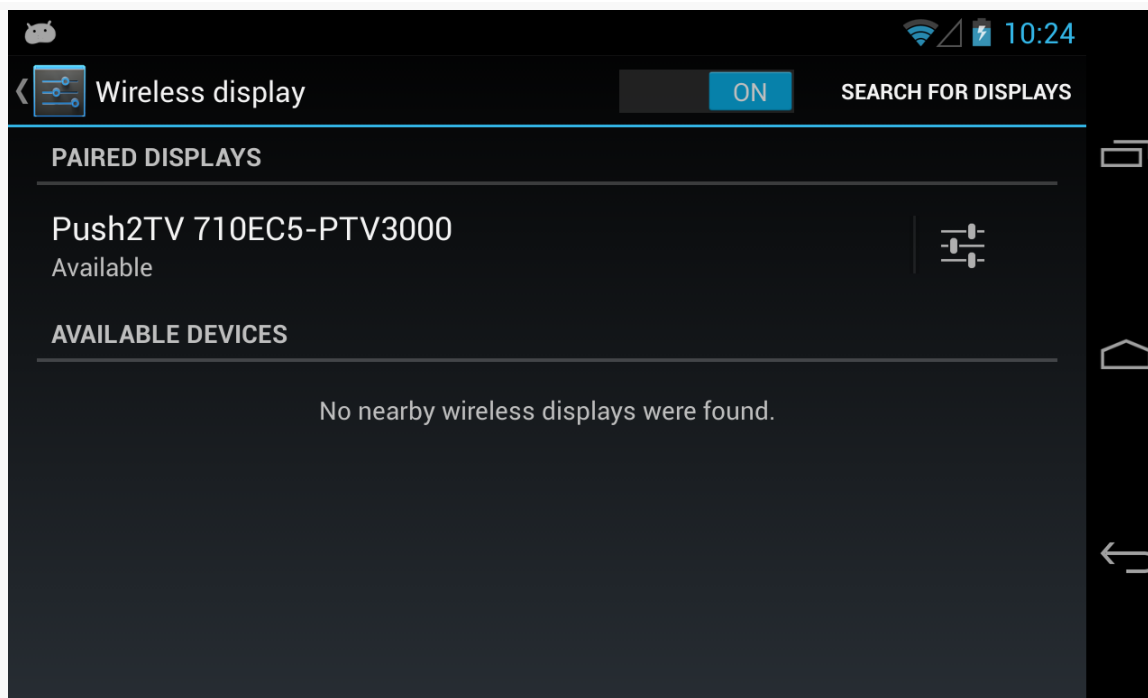 10:24
Wireless display
ON
SEARCH FOR DISPLAYS
PAIRED DISPLAYS
Push2TV 710EC5-PTV3000
Available
AVAILABLE DEVICES
No nearby wireless displays were found.